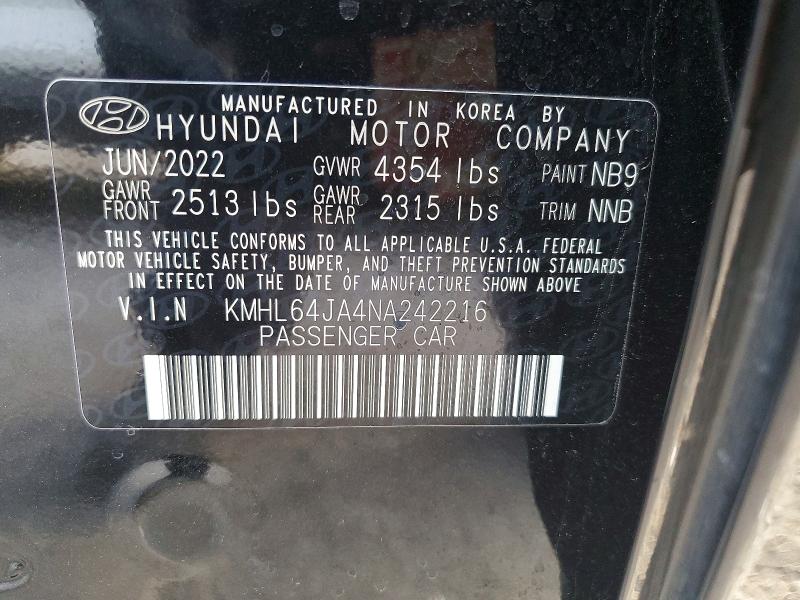 MANUFACTURED IN KOREA BY
HYUNDAI MOTOR COMPANY
JUN/2022 GVWR 4354 lbs PAINT NB9
GAWR FRONT 2513 lbs GAWR REAR 2315 lbs TRIM NNB
THIS VEHICLE CONFORMS TO ALL APPLICABLE U.S.A. FEDERAL
MOTOR VEHICLE SAFETY, BUMPER, AND THEFT PREVENTION STANDARDS
IN EFFECT ON THE DATE OF MANUFACTURE SHOWN ABOVE
V.I.N KMHL64JA4NA242216
PASSENGER CAR